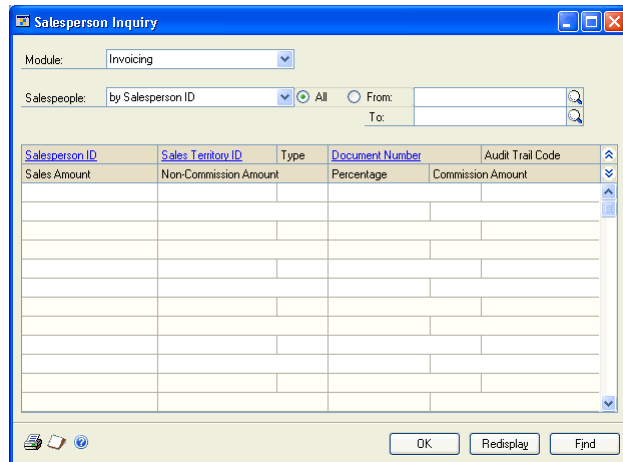 Salesperson Inquiry
Module: Invoicing
Salespeople: by Salesperson ID All From:
To:
Salesperson ID Sales Territory ID Type Document Number Audit Trail Code
Sales Amount Non-Commission Amount Percentage Commission Amount
OK Redisplay Find